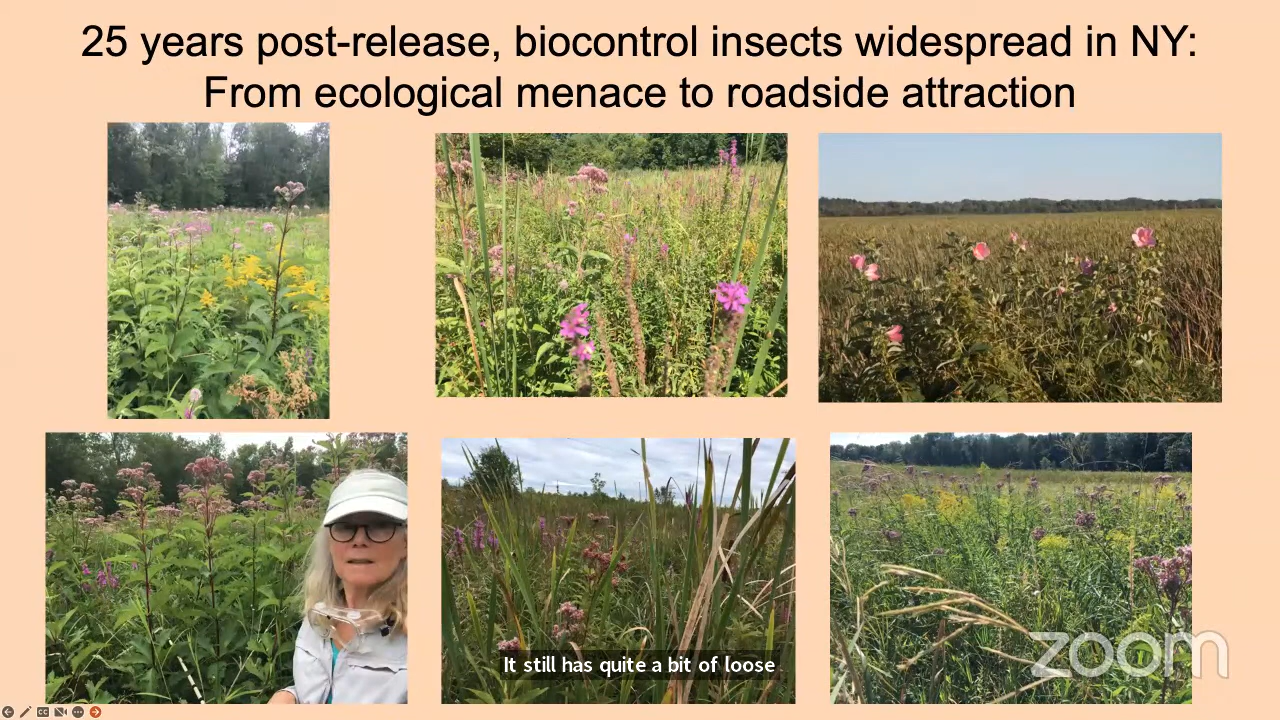 25 years post-release, biocontrol insects widespread in NY:
From ecological menace to roadside attraction
It still has quite a bit of loose
zoom
CC